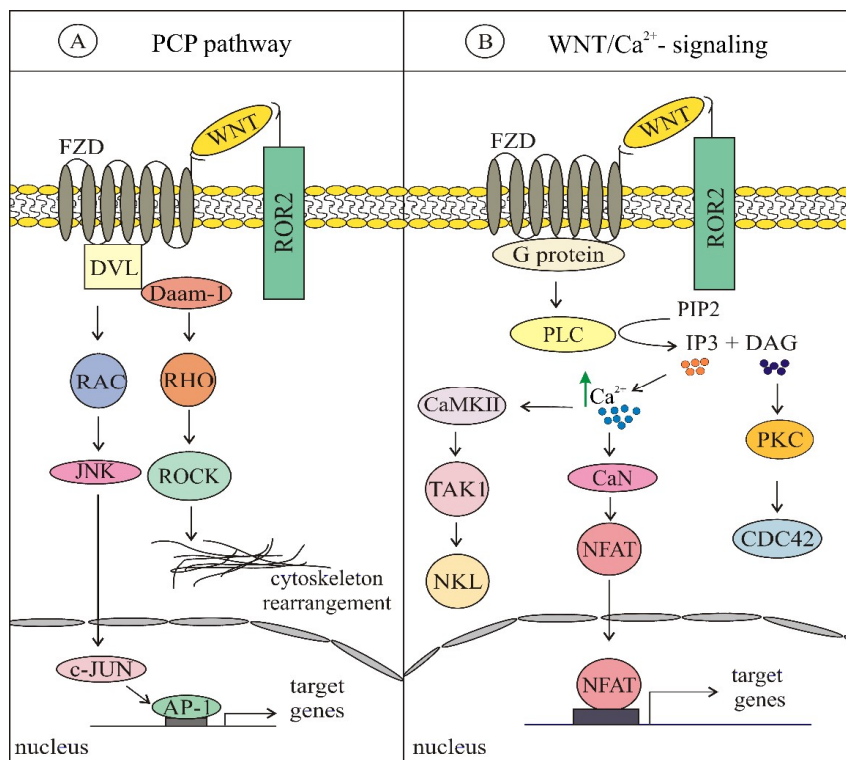 A
PCP pathway
WNT
FZD
ROR2
DVL
Daam-1
RAC
RHO
JNK
ROCK
cytoskeleton
rearrangement
c-JUN
AP-1
target
genes
nucleus
B
WNT/Ca²⁺- signaling
WNT
FZD
ROR2
G protein
PLC
PIP2
IP3 + DAG
Ca²⁺
CaMKII
PKC
TAK1
CaN
NFAT
CDC42
NKL
NFAT
target
genes
nucleus